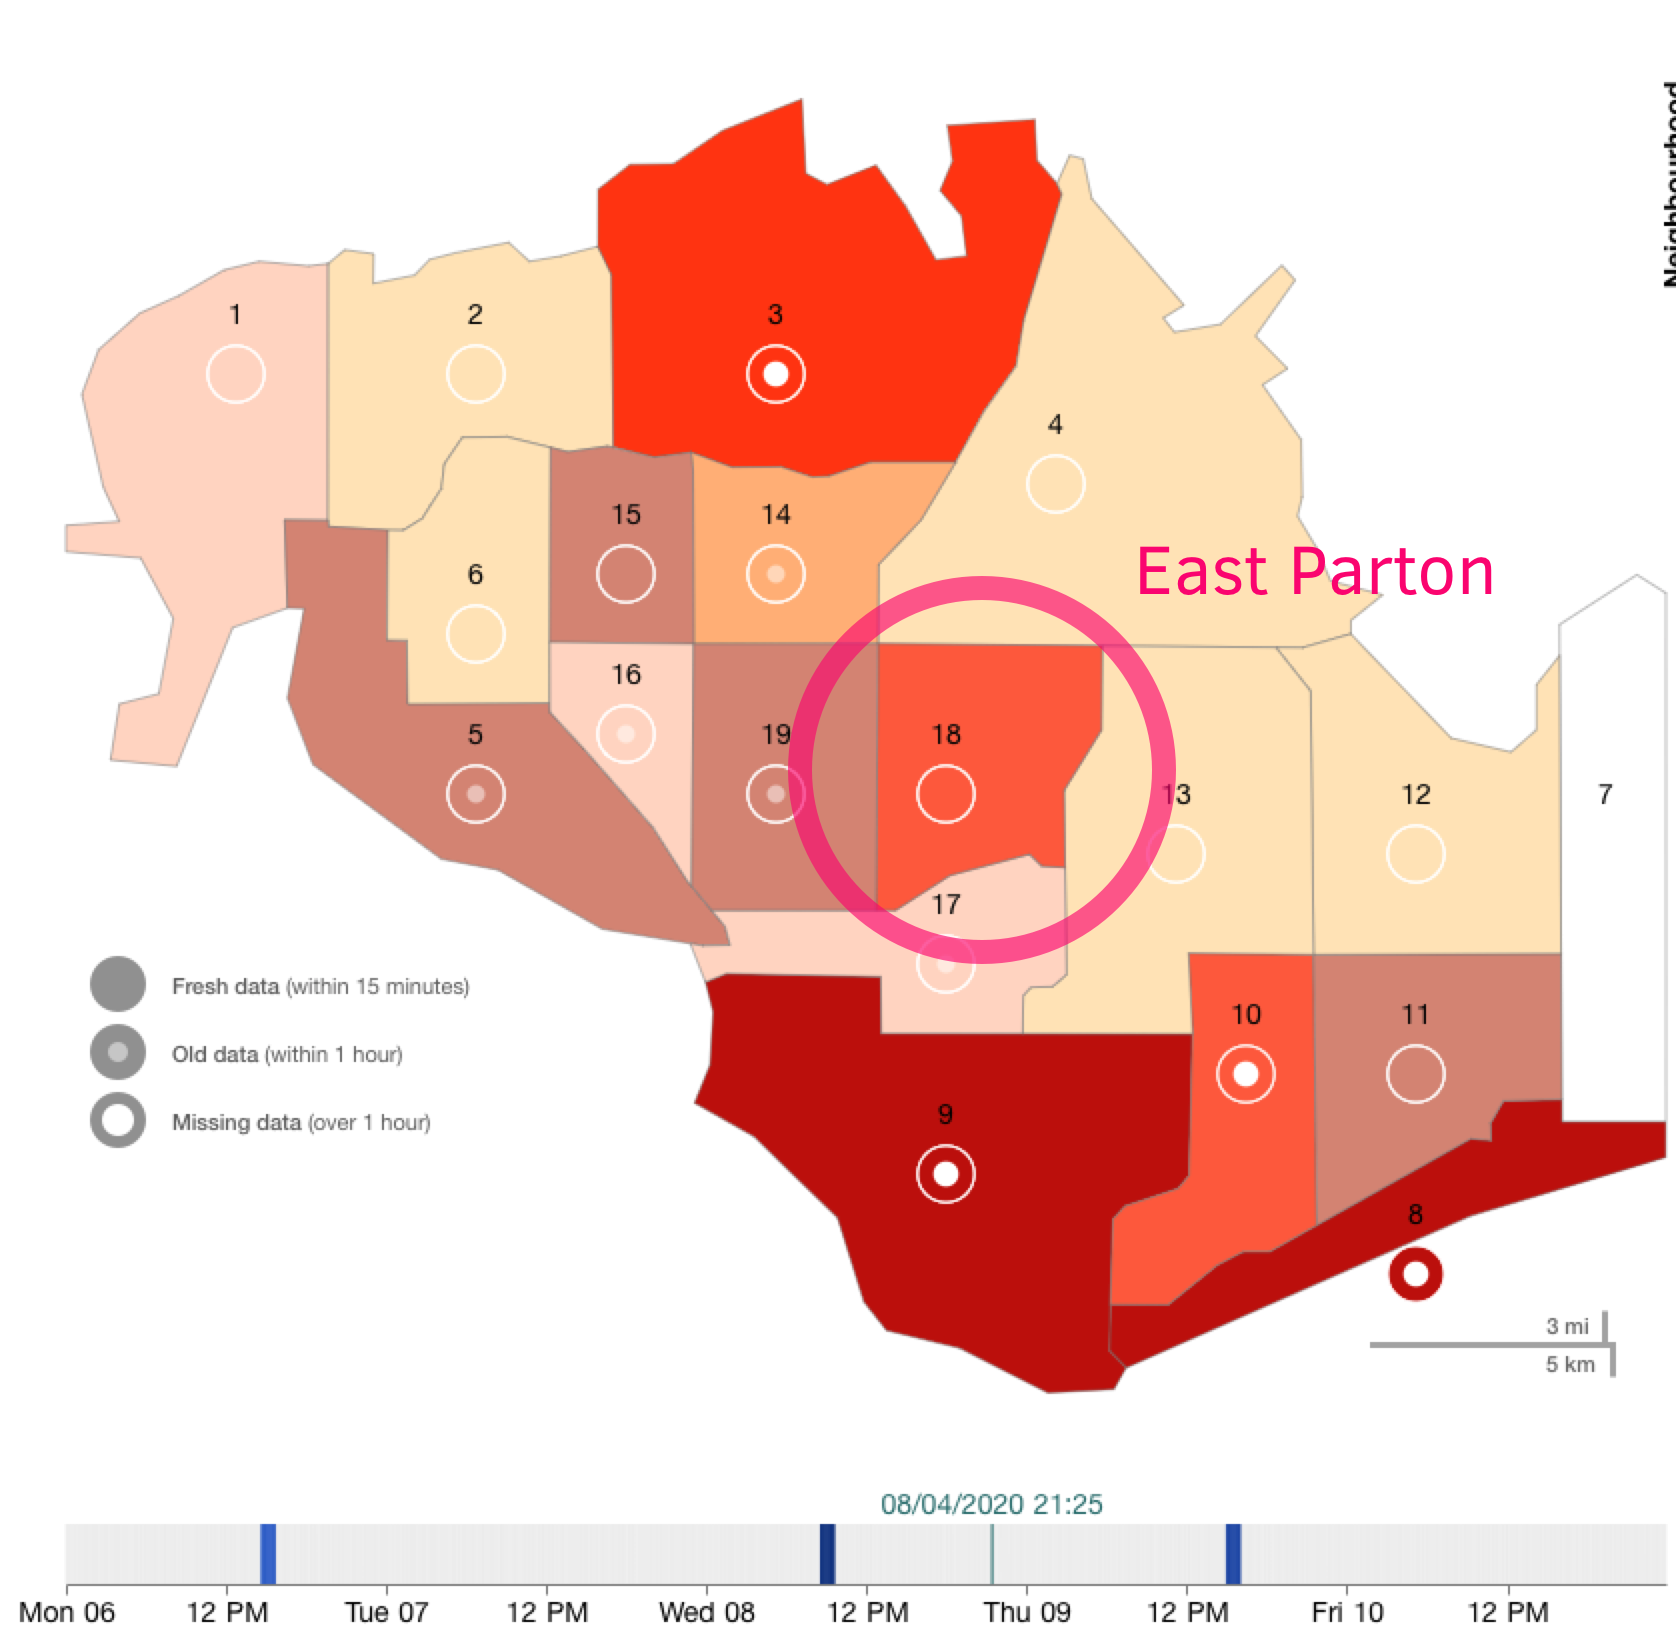 Neighbourhood
1
2
3
4
East Parton
15
14
6
16
5
19
18
13
12
7
17
Fresh data (within 15 minutes)
Old data (within 1 hour)
Missing data (over 1 hour)
10
11
9
8
3 mi
5 km
08/04/2020 21:25
Mon 06 12 PM Tue 07 12 PM Wed 08 12 PM Thu 09 12 PM Fri 10 12 PM